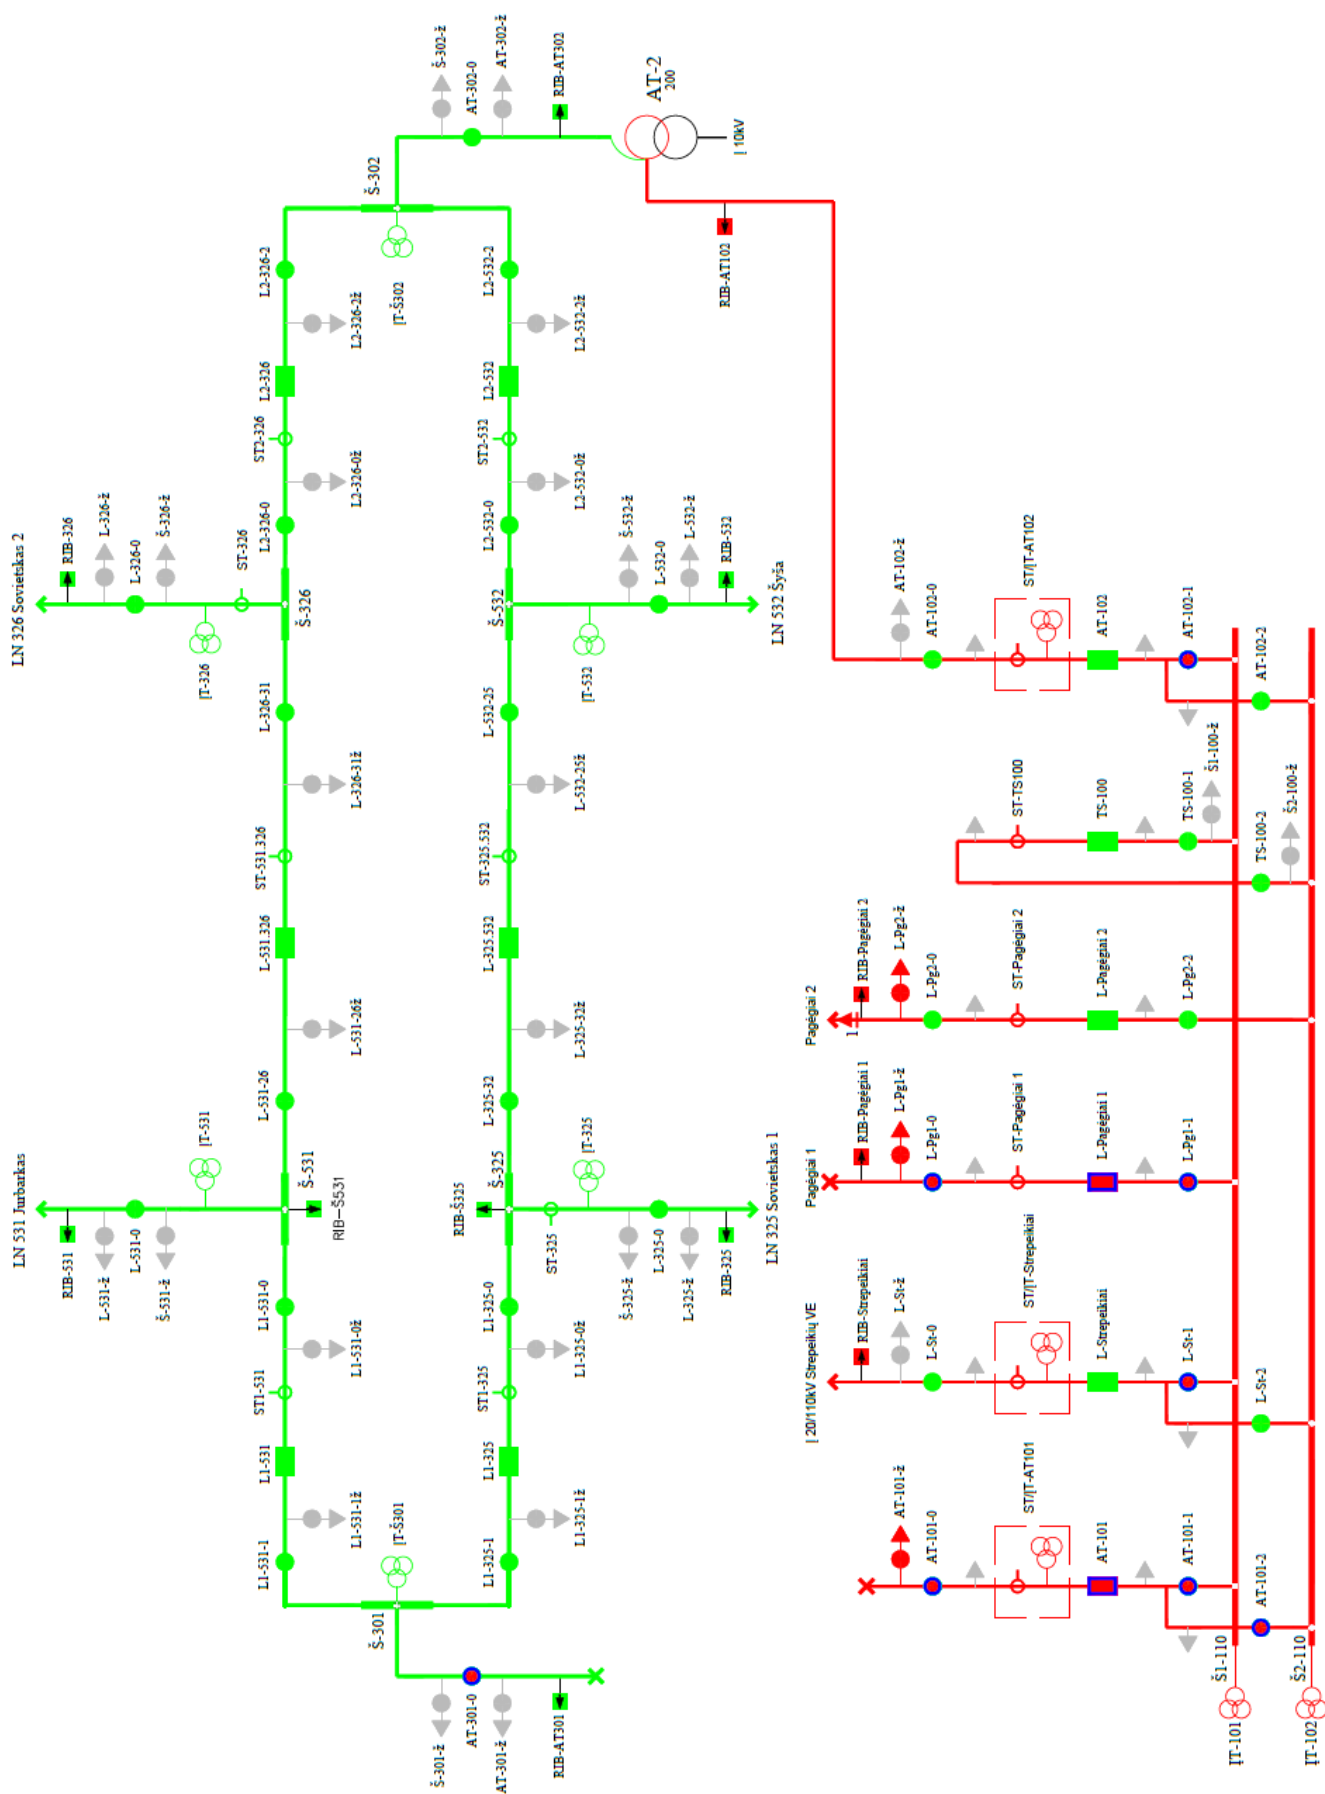 LN 531 Jurbarkas
RIB-531
L-531-ž
L-531-0
Š-531-ž
ĮT-531
Š-531
RIB-Š531
LN 326 Sovietskas 2
RIB-326
L-326-ž
L-326-0
Š-326-ž
ST-326
ĮT-326
Š-326
L1-531-1
L1-531-1ž
L1-531
ST1-531
L1-531-0ž
L1-531-0
L-531-26
L-531-26ž
L-531.326
ST-531.326
L-326-31ž
L-326-31
L2-326-0
L2-326-0ž
ST2-326
L2-326
L2-326-2ž
L2-326-2
Š-301
ĮT-Š301
Š-301-ž
AT-301-0
AT-301-ž
RIB-AT301
Š-302
ĮT-Š302
Š-302-ž
AT-302-0
AT-302-ž
RIB-AT302
AT-2
200
Į 10kV
RIB-AT102
L1-325-1
L1-325-1ž
L1-325
ST1-325
L1-325-0ž
L1-325-0
RIB-Š325
Š-325
L-325-32
L-325-32ž
L-325.532
ST-325.532
L-532-25ž
L-532-25
Š-532
L2-532-0
L2-532-0ž
ST2-532
L2-532
L2-532-2ž
L2-532-2
ST-325
ĮT-325
Š-325-ž
L-325-0
L-325-ž
RIB-325
LN 325 Sovietskas 1
ĮT-532
Š-532-ž
L-532-0
L-532-ž
RIB-532
LN 532 Šyša
AT-101-ž
AT-101-0
ST/ĮT-AT101
AT-101
AT-101-1
AT-101-2
Į 20/110kV Strepeikių VE
RIB-Strepeikiai
L-St-ž
L-St-0
ST/ĮT-Strepeikiai
L-Strepeikiai
L-St-1
L-St-2
Pagėgiai 1
RIB-Pagėgiai 1
L-Pg1-ž
L-Pg1-0
ST-Pagėgiai 1
L-Pagėgiai 1
L-Pg1-1
Pagėgiai 2
1
RIB-Pagėgiai 2
L-Pg2-ž
L-Pg2-0
ST-Pagėgiai 2
L-Pagėgiai 2
L-Pg2-2
ST-TS100
TS-100
TS-100-1
Š1-100-ž
TS-100-2
Š2-100-ž
AT-102-ž
AT-102-0
ST/ĮT-AT102
AT-102
AT-102-1
AT-102-2
Š1-110
ĮT-101
Š2-110
ĮT-102